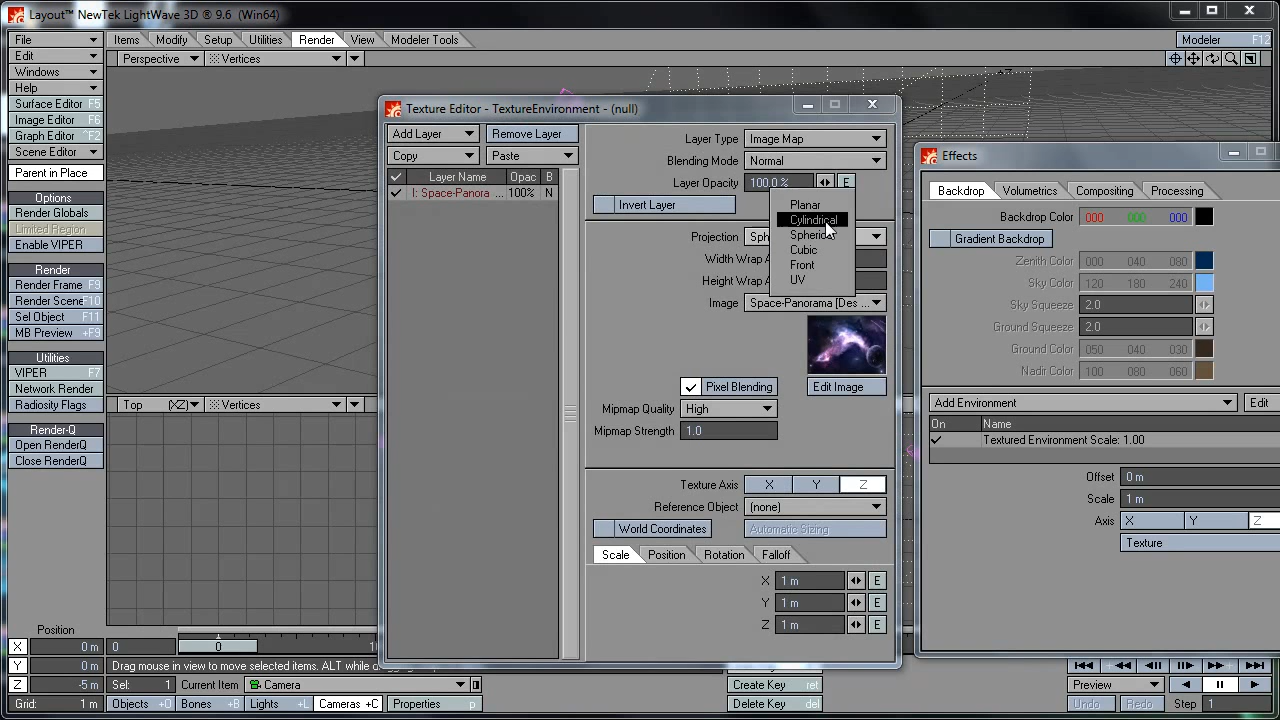 Layout™ NewTek LightWave 3D ® 9.6 (Win64)
File
Edit
Windows
Help
Surface Editor F5
Image Editor F6
Graph Editor ^F2
Scene Editor
Parent in Place
Options
Render Globals
Limited Region
Enable VIPER
Render
Render Frame F9
Render Scene F10
Sel Object F11
MB Preview +F9
Utilities
VIPER F7
Network Render
Radiosity Flags
Render-Q
Open RenderQ
Close RenderQ
Items Modify Setup Utilities Render View Modeler Tools
Modeler F12
Perspective Vertices
Top (XZ) Vertices
Texture Editor - TextureEnvironment - (null)
Add Layer Remove Layer
Copy Paste
Layer Name Opac B
I: Space-Panora ... 100% N
Layer Type Image Map
Blending Mode Normal
Layer Opacity 100.0 % E
Invert Layer
Planar
Cylindrical
Spherical
Cubic
Front
UV
Projection Sph
Width Wrap A
Height Wrap A
Image Space-Panorama [Des ...
Pixel Blending Edit Image
Mipmap Quality High
Mipmap Strength 1.0
Texture Axis X Y Z
Reference Object (none)
World Coordinates Automatic Sizing
Scale Position Rotation Falloff
X 1 m E
Y 1 m E
Z 1 m E
Effects
Backdrop Volumetrics Compositing Processing
Backdrop Color 000 000 000
Gradient Backdrop
Zenith Color 000 040 080
Sky Color 120 180 240
Sky Squeeze 2.0
Ground Squeeze 2.0
Ground Color 050 040 030
Nadir Color 100 080 060
Add Environment Edit
On Name
Textured Environment Scale: 1.00
Offset 0 m
Scale 1 m
Axis X Y Z
Texture
Position
X 0 m 0 0
Y 0 m Drag mouse in view to move selected items. ALT while
Z -5 m Sel: 1 Current Item Camera Create Key ret Preview
Grid: 1 m Objects +O Bones +B Lights +L Cameras +C Properties p Delete Key del Undo Redo Step 1